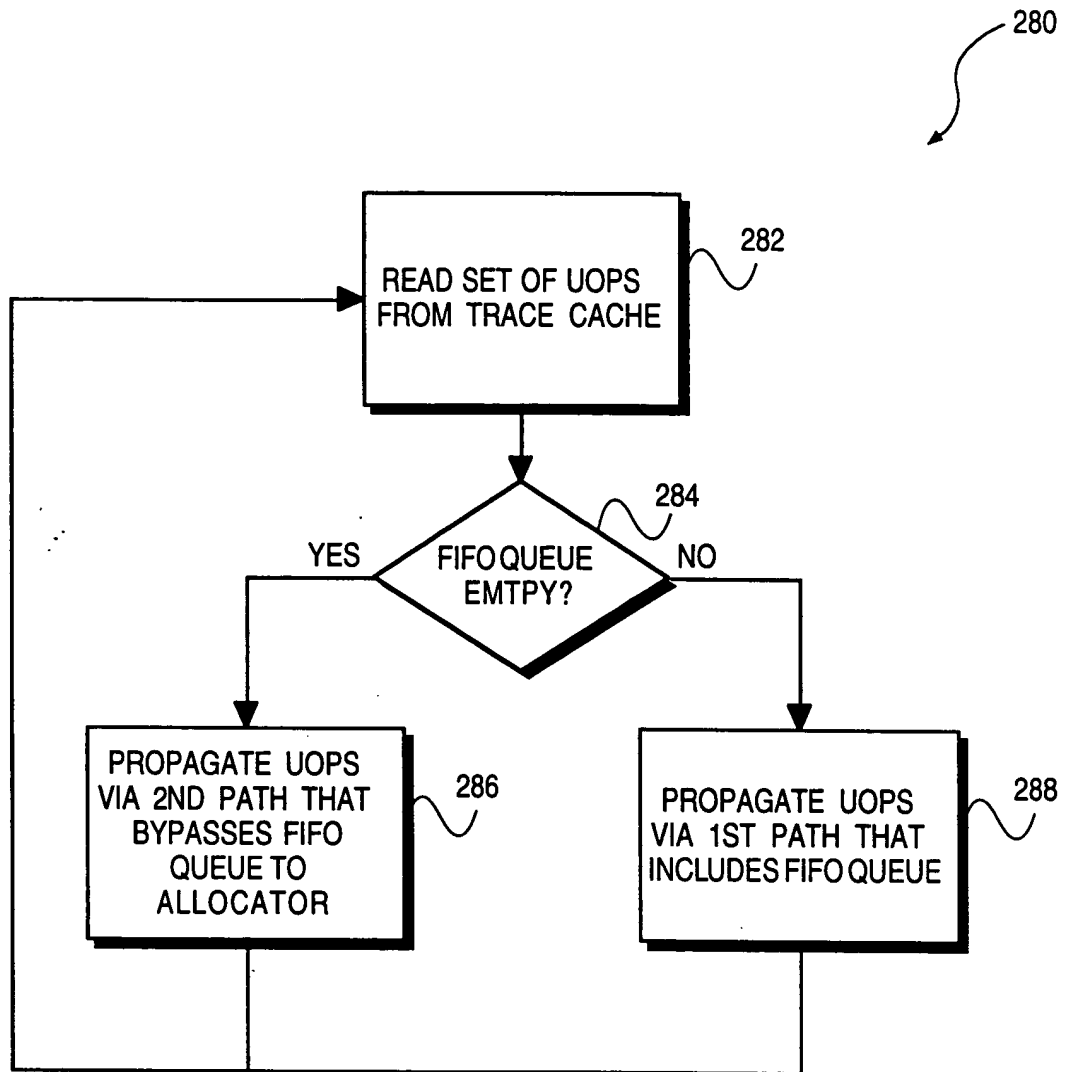 280
282
READ SET OF UOPS
FROM TRACE CACHE
284
YES
FIFO QUEUE
EMTPY?
NO
PROPAGATE UOPS
VIA 2ND PATH THAT
BYPASSES FIFO
QUEUE TO
ALLOCATOR
286
PROPAGATE UOPS
VIA 1ST PATH THAT
INCLUDES FIFO QUEUE
288